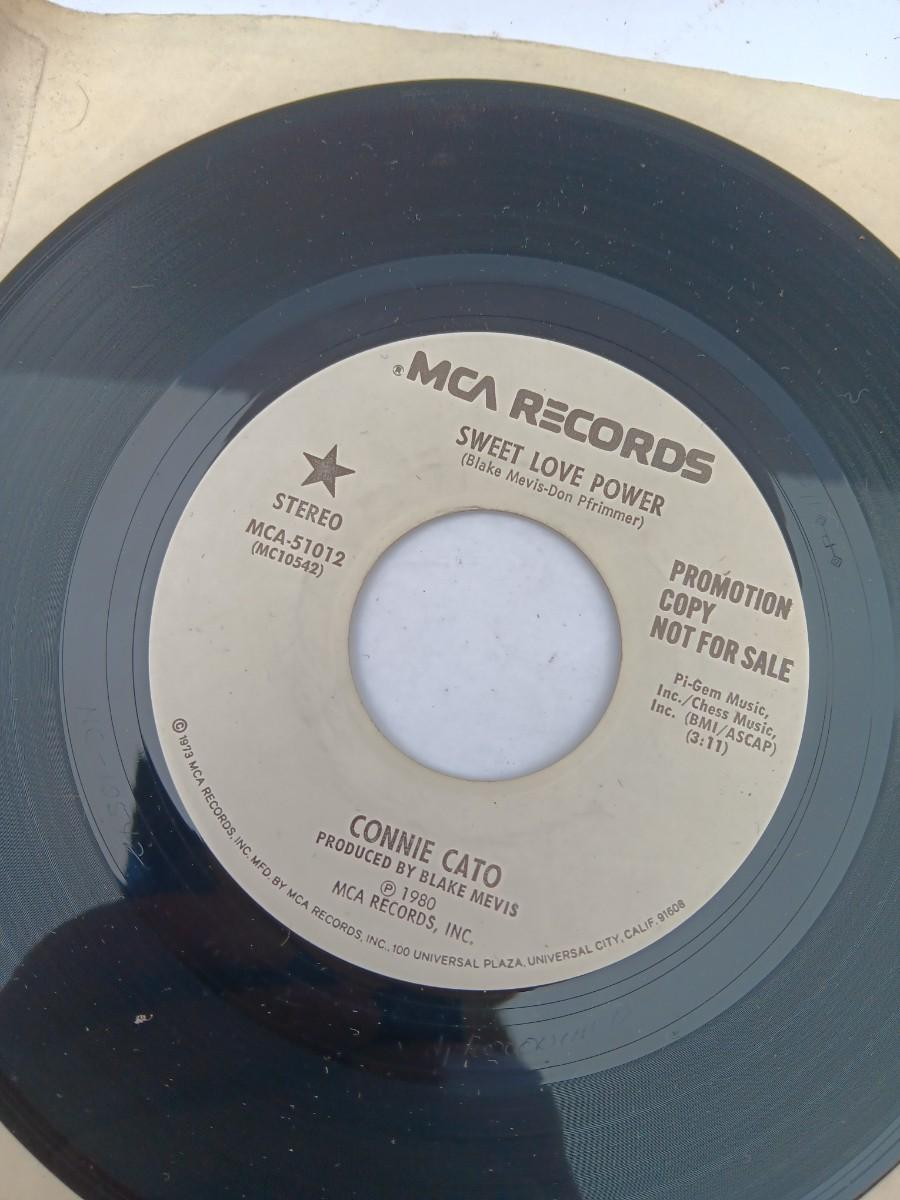 ® MCA RECORDS
SWEET LOVE POWER
(Blake Mevis-Don Pfrimmer)
★
STEREO
MCA-51012
(MC10542)
PROMOTION
COPY
NOT FOR SALE
Pi-Gem Music,
Inc./Chess Music,
Inc. (BMI/ASCAP)
(3:11)
CONNIE CATO
PRODUCED BY BLAKE MEVIS
℗ 1980
MCA RECORDS, INC.
© 1973 MCA RECORDS, INC. MFD. BY MCA RECORDS, INC., 100 UNIVERSAL PLAZA, UNIVERSAL CITY, CALIF. 91608